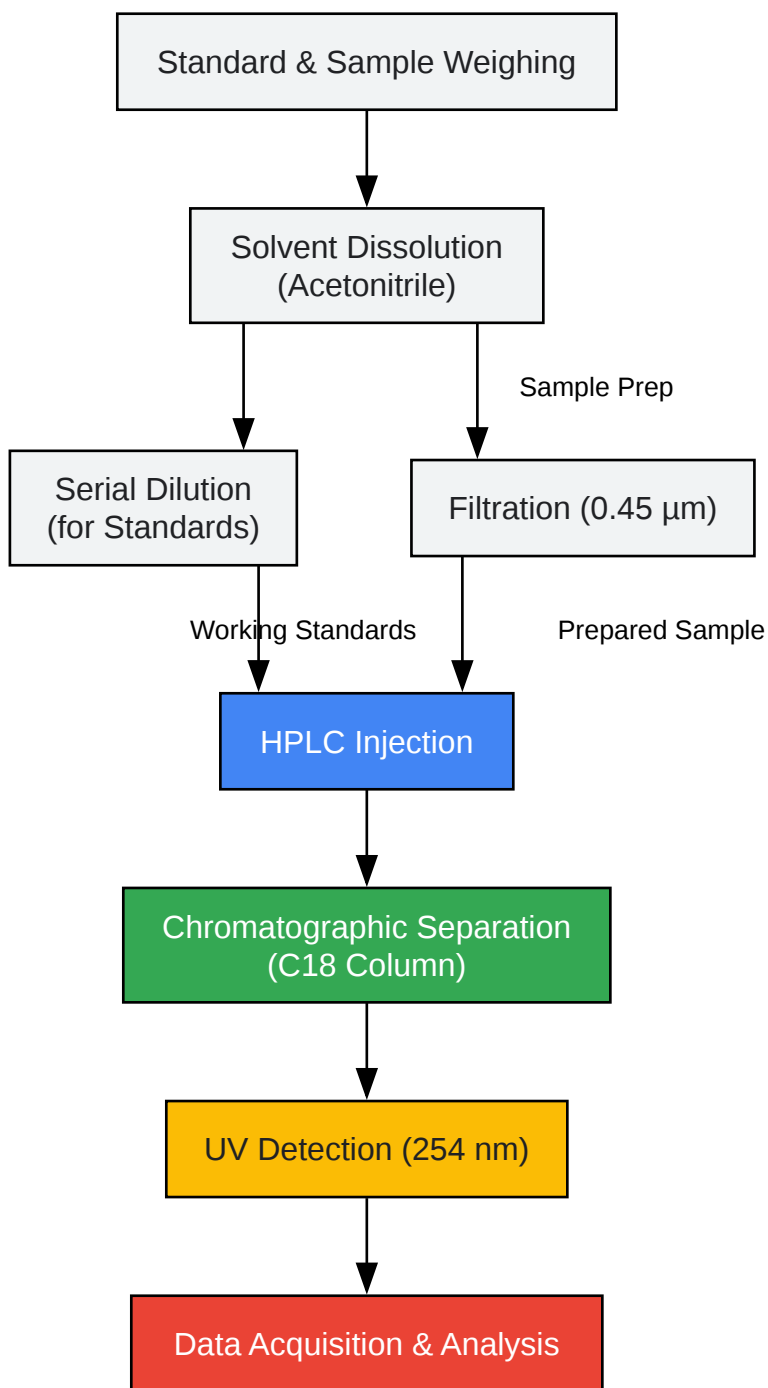 Standard & Sample Weighing
Solvent Dissolution
(Acetonitrile)
Sample Prep
Serial Dilution
(for Standards)
Filtration (0.45 µm)
Working Standards
Prepared Sample
HPLC Injection
Chromatographic Separation
(C18 Column)
UV Detection (254 nm)
Data Acquisition & Analysis